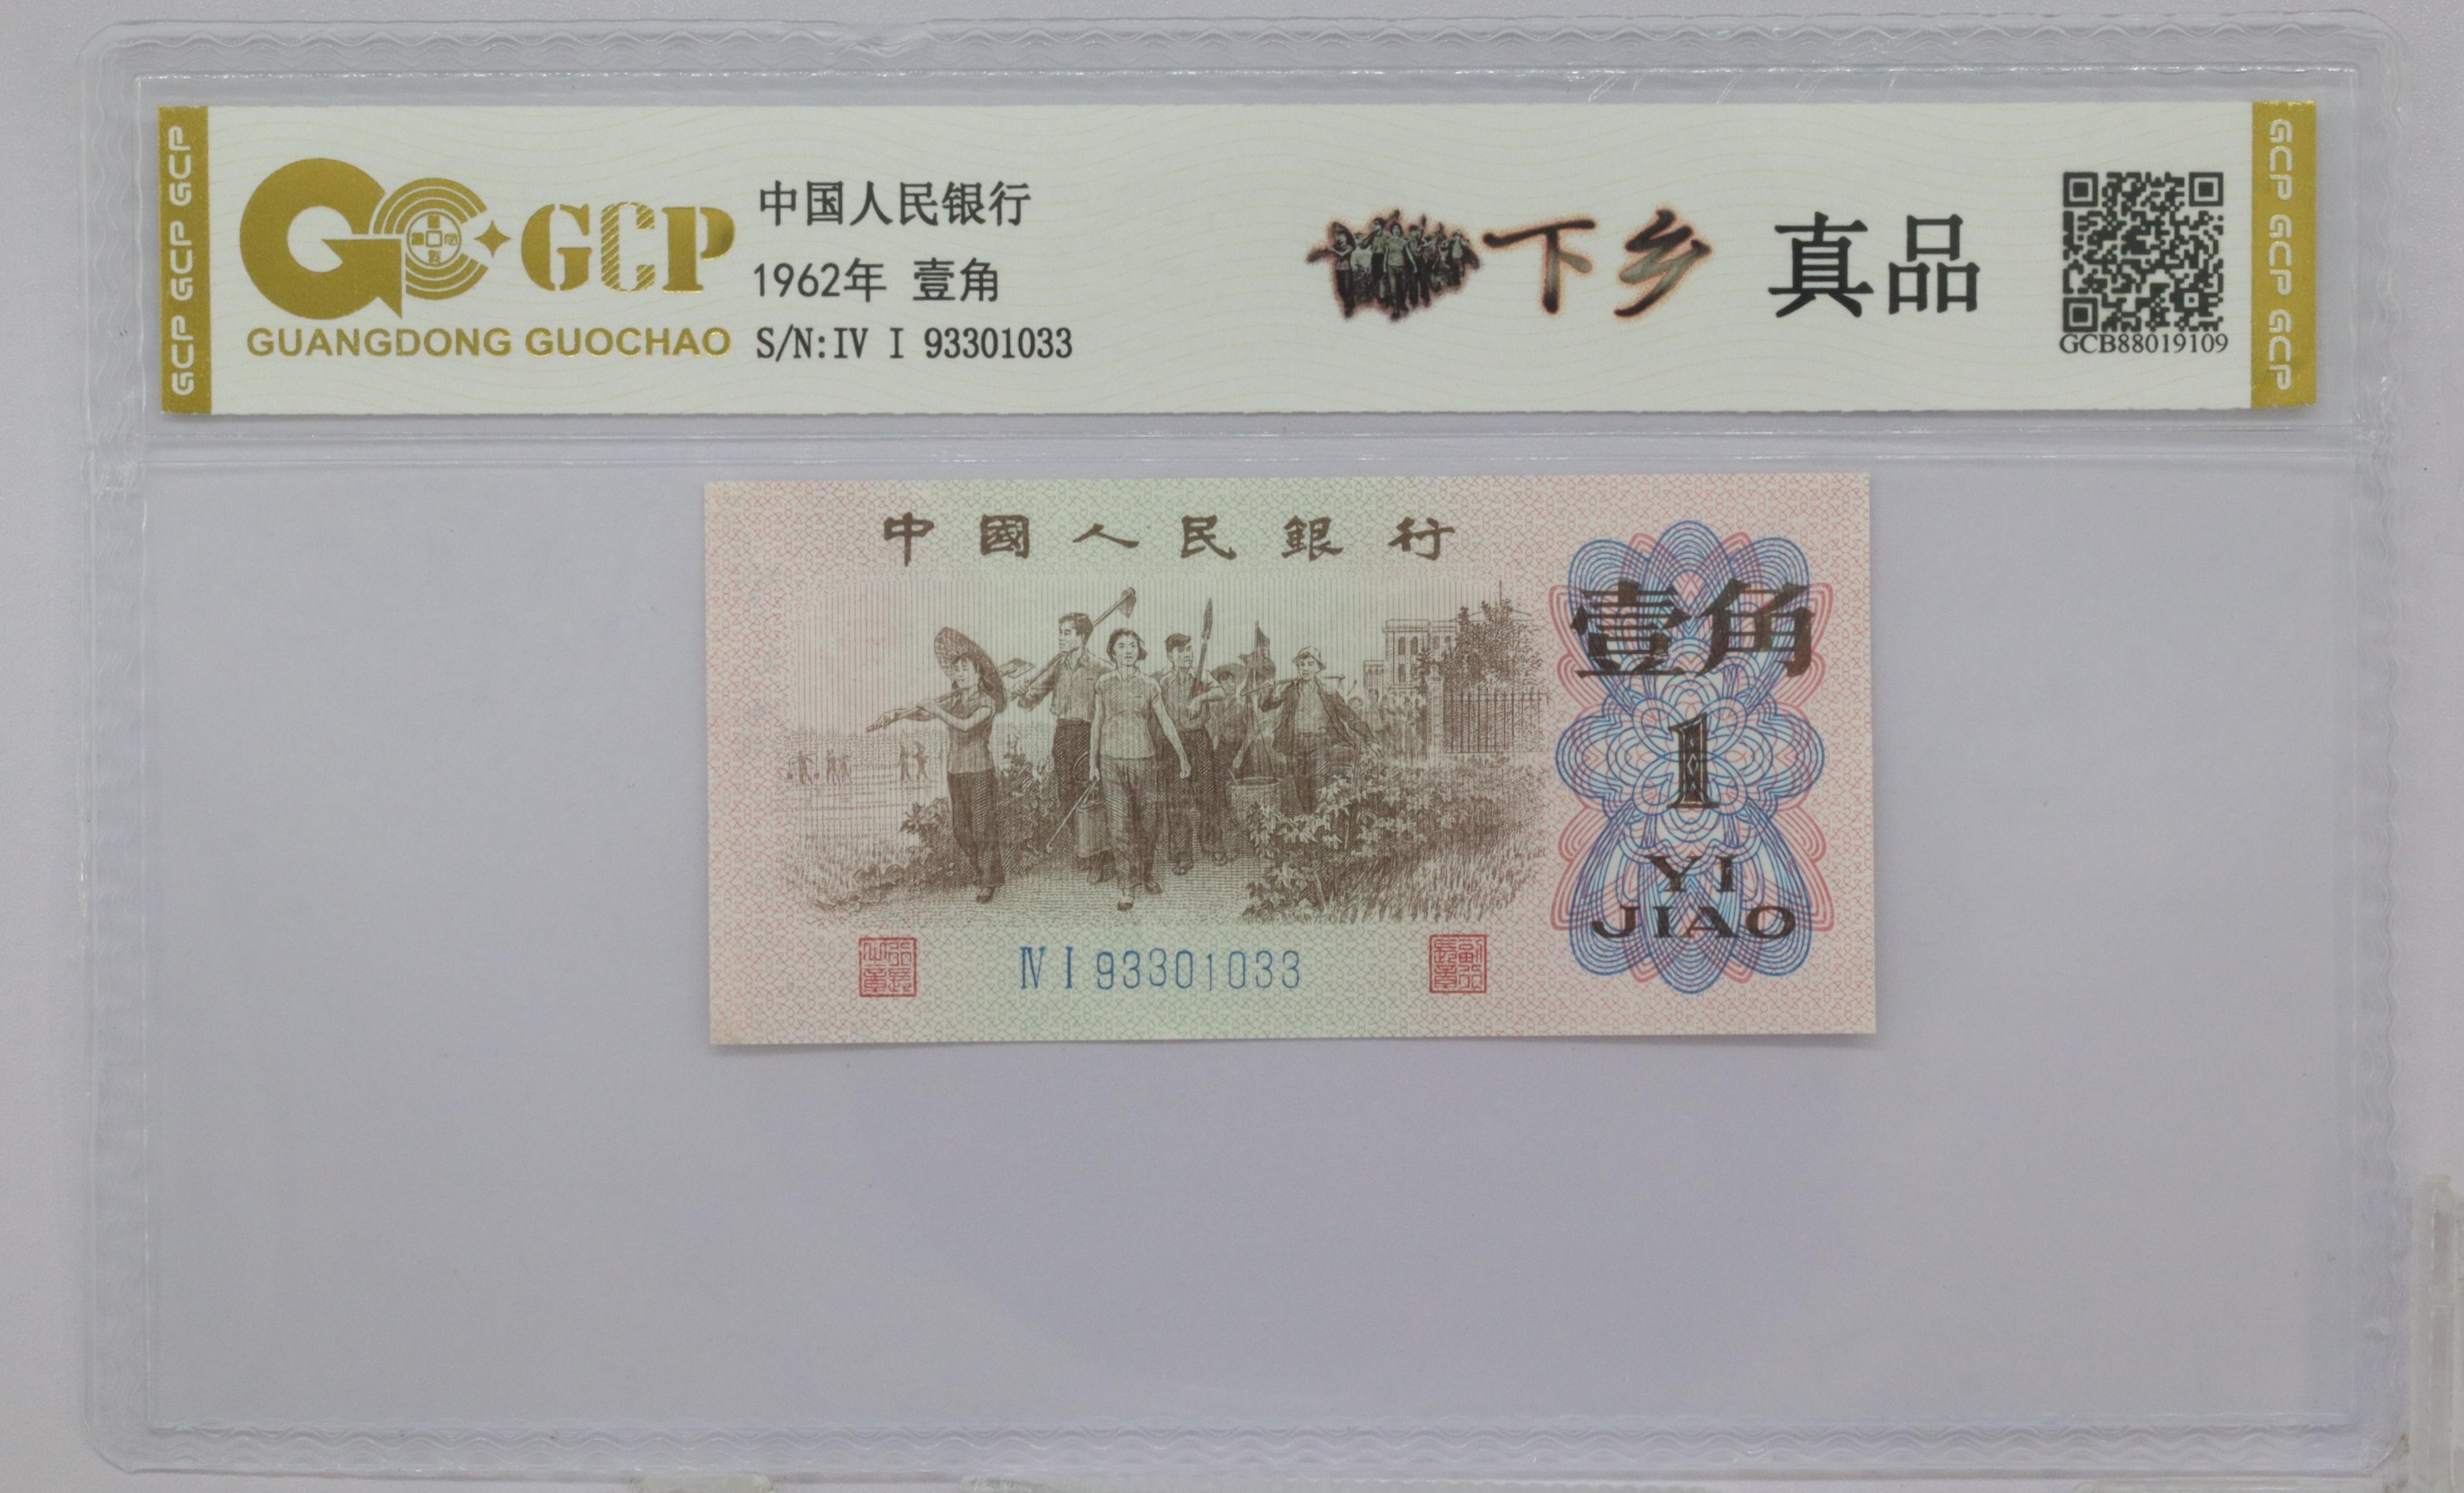 GCP GCP GCP
GCP
GUANGDONG GUOCHAO
中国人民银行
1962年 壹角
S/N:IV I 93301033
下乡 真品
GCB88019109
GCP GCP GCP
中國人民銀行
壹角
1
YI
JIAO
IV I 93301033